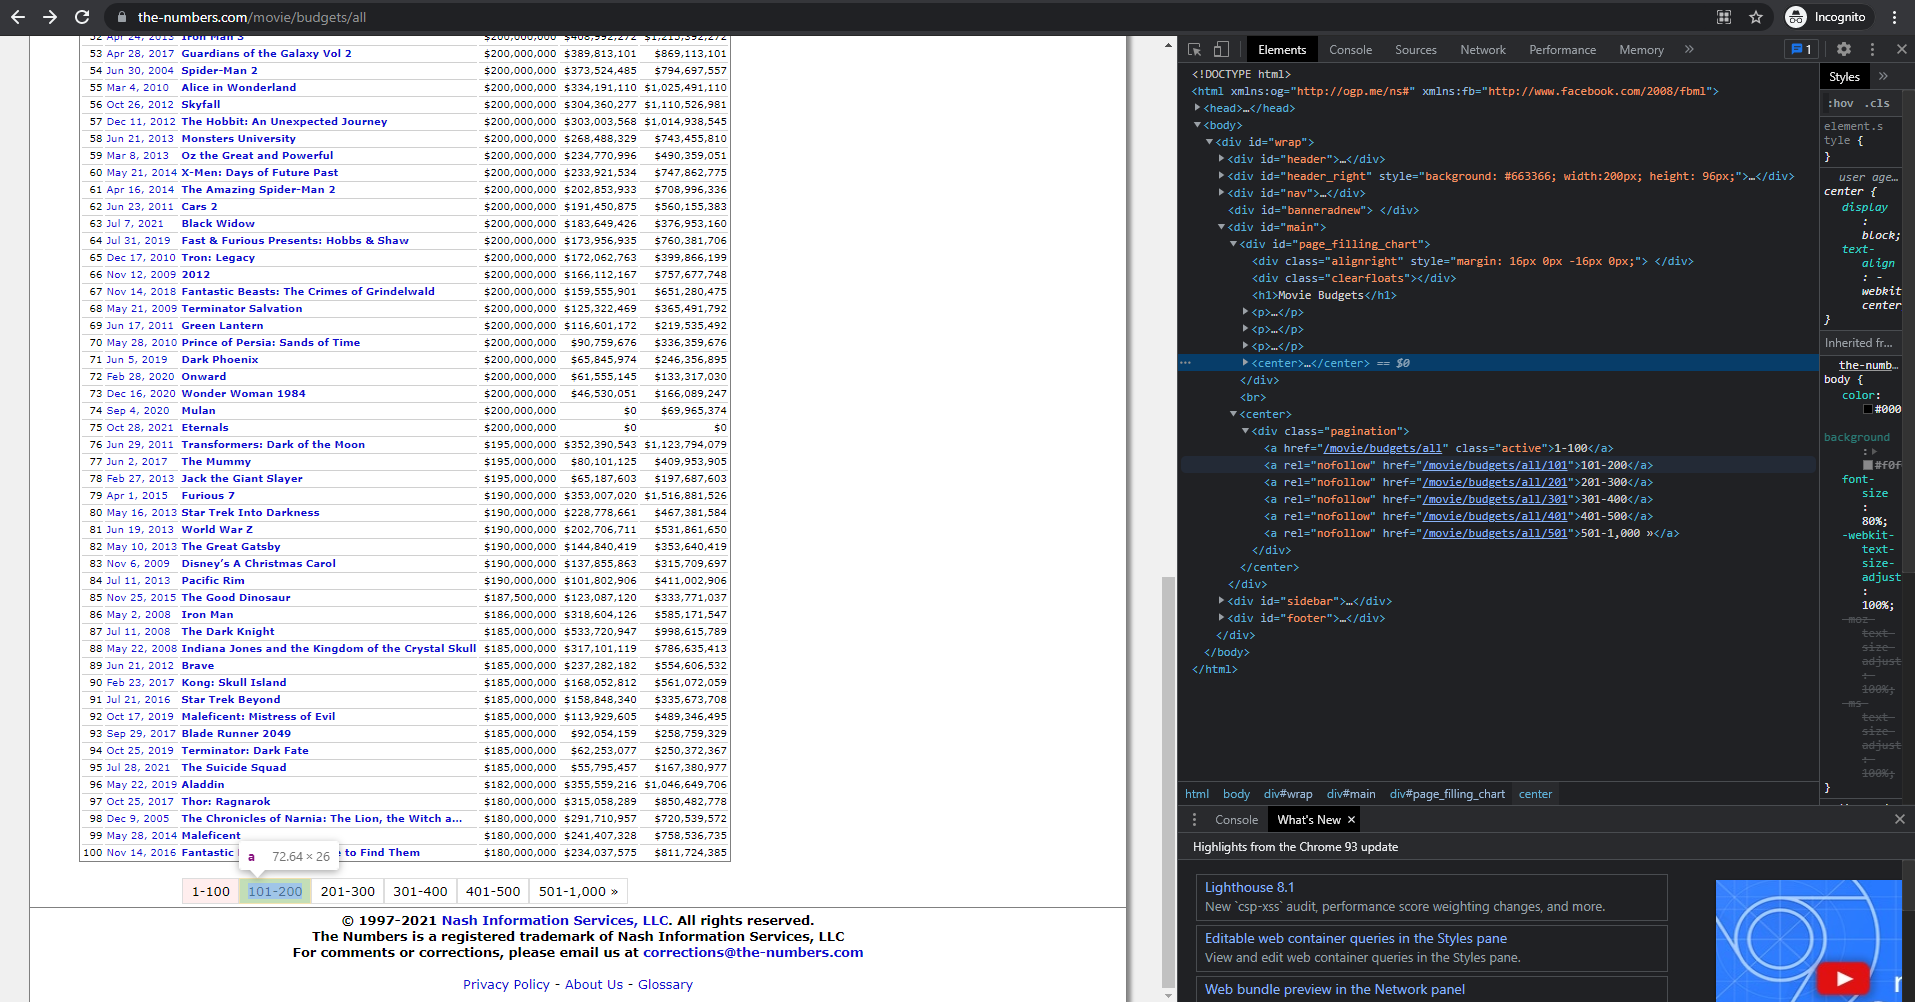 the-numbers.com/movie/budgets/all
Incognito
52 Apr 24, 2013 Iron Man 3 $200,000,000 $408,992,272 $1,215,392,272
53 Apr 28, 2017 Guardians of the Galaxy Vol 2 $200,000,000 $389,813,101 $869,113,101
54 Jun 30, 2004 Spider-Man 2 $200,000,000 $373,524,485 $794,697,557
55 Mar 4, 2010 Alice in Wonderland $200,000,000 $334,191,110 $1,025,491,110
56 Oct 26, 2012 Skyfall $200,000,000 $304,360,277 $1,110,526,981
57 Dec 11, 2012 The Hobbit: An Unexpected Journey $200,000,000 $303,003,568 $1,014,938,545
58 Jun 21, 2013 Monsters University $200,000,000 $268,488,329 $743,455,810
59 Mar 8, 2013 Oz the Great and Powerful $200,000,000 $234,770,996 $490,359,051
60 May 21, 2014 X-Men: Days of Future Past $200,000,000 $233,921,534 $747,862,775
61 Apr 16, 2014 The Amazing Spider-Man 2 $200,000,000 $202,853,933 $708,996,336
62 Jun 23, 2011 Cars 2 $200,000,000 $191,450,875 $560,155,383
63 Jul 7, 2021 Black Widow $200,000,000 $183,649,426 $376,953,160
64 Jul 31, 2019 Fast & Furious Presents: Hobbs & Shaw $200,000,000 $173,956,935 $760,381,706
65 Dec 17, 2010 Tron: Legacy $200,000,000 $172,062,763 $399,866,199
66 Nov 12, 2009 2012 $200,000,000 $166,112,167 $757,677,748
67 Nov 14, 2018 Fantastic Beasts: The Crimes of Grindelwald $200,000,000 $159,555,901 $651,280,475
68 May 21, 2009 Terminator Salvation $200,000,000 $125,322,469 $365,491,792
69 Jun 17, 2011 Green Lantern $200,000,000 $116,601,172 $219,535,492
70 May 28, 2010 Prince of Persia: Sands of Time $200,000,000 $90,759,676 $336,359,676
71 Jun 5, 2019 Dark Phoenix $200,000,000 $65,845,974 $246,356,895
72 Feb 28, 2020 Onward $200,000,000 $61,555,145 $133,317,030
73 Dec 16, 2020 Wonder Woman 1984 $200,000,000 $46,530,051 $166,089,247
74 Sep 4, 2020 Mulan $200,000,000 $0 $69,965,374
75 Oct 28, 2021 Eternals $200,000,000 $0 $0
76 Jun 29, 2011 Transformers: Dark of the Moon $195,000,000 $352,390,543 $1,123,794,079
77 Jun 2, 2017 The Mummy $195,000,000 $80,101,125 $409,953,905
78 Feb 27, 2013 Jack the Giant Slayer $195,000,000 $65,187,603 $197,687,603
79 Apr 1, 2015 Furious 7 $190,000,000 $353,007,020 $1,516,881,526
80 May 16, 2013 Star Trek Into Darkness $190,000,000 $228,778,661 $467,381,584
81 Jun 19, 2013 World War Z $190,000,000 $202,706,711 $531,861,650
82 May 10, 2013 The Great Gatsby $190,000,000 $144,840,419 $353,640,419
83 Nov 6, 2009 Disney's A Christmas Carol $190,000,000 $137,855,863 $315,709,697
84 Jul 11, 2013 Pacific Rim $190,000,000 $101,802,906 $411,002,906
85 Nov 25, 2015 The Good Dinosaur $187,500,000 $123,087,120 $333,771,037
86 May 2, 2008 Iron Man $186,000,000 $318,604,126 $585,171,547
87 Jul 11, 2008 The Dark Knight $185,000,000 $533,720,947 $998,615,789
88 May 22, 2008 Indiana Jones and the Kingdom of the Crystal Skull $185,000,000 $317,101,119 $786,635,413
89 Jun 21, 2012 Brave $185,000,000 $237,282,182 $554,606,532
90 Feb 23, 2017 Kong: Skull Island $185,000,000 $168,052,812 $561,072,059
91 Jul 21, 2016 Star Trek Beyond $185,000,000 $158,848,340 $335,673,708
92 Oct 17, 2019 Maleficent: Mistress of Evil $185,000,000 $113,929,605 $489,346,495
93 Sep 29, 2017 Blade Runner 2049 $185,000,000 $92,054,159 $258,759,329
94 Oct 25, 2019 Terminator: Dark Fate $185,000,000 $62,253,077 $250,372,367
95 Jul 28, 2021 The Suicide Squad $185,000,000 $55,795,457 $167,380,977
96 May 22, 2019 Aladdin $182,000,000 $355,559,216 $1,046,649,706
97 Oct 25, 2017 Thor: Ragnarok $180,000,000 $315,058,289 $850,482,778
98 Dec 9, 2005 The Chronicles of Narnia: The Lion, the Witch a... $180,000,000 $291,710,957 $720,539,572
99 May 28, 2014 Maleficent $180,000,000 $241,407,328 $758,536,735
100 Nov 14, 2016 Fantastic to Find Them $180,000,000 $234,037,575 $811,724,385
a 72.64 × 26
1-100 101-200 201-300 301-400 401-500 501-1,000 »
© 1997-2021 Nash Information Services, LLC. All rights reserved.
The Numbers is a registered trademark of Nash Information Services, LLC
For comments or corrections, please email us at corrections@the-numbers.com
Privacy Policy - About Us - Glossary
Elements Console Sources Network Performance Memory » 1
<!DOCTYPE html>
<html xmlns:og="http://ogp.me/ns#" xmlns:fb="http://www.facebook.com/2008/fbml">
<head>…</head>
<body>
<div id="wrap">
<div id="header">…</div>
<div id="header_right" style="background: #663366; width:200px; height: 96px;">…</div>
<div id="nav">…</div>
<div id="banneradnew"> </div>
<div id="main">
<div id="page_filling_chart">
<div class="alignright" style="margin: 16px 0px -16px 0px;"> </div>
<div class="clearfloats"></div>
<h1>Movie Budgets</h1>
<p>…</p>
<p>…</p>
<p>…</p>
<center>…</center> == $0
</div>
<br>
<center>
<div class="pagination">
<a href="/movie/budgets/all" class="active">1-100</a>
<a rel="nofollow" href="/movie/budgets/all/101">101-200</a>
<a rel="nofollow" href="/movie/budgets/all/201">201-300</a>
<a rel="nofollow" href="/movie/budgets/all/301">301-400</a>
<a rel="nofollow" href="/movie/budgets/all/401">401-500</a>
<a rel="nofollow" href="/movie/budgets/all/501">501-1,000 »</a>
</div>
</center>
</div>
<div id="sidebar">…</div>
<div id="footer">…</div>
</div>
</body>
</html>
html body div#wrap div#main div#page_filling_chart center
Styles »
:hov .cls
element.s
tyle {
}
user age…
center {
display
:
block;
text-
align
: -
webkit
center
}
Inherited fr…
the-numb…
body {
color:
#000
background
:
#f0f
font-
size
:
80%;
-webkit
text-
size-
adjust
:
100%;
-moz
text-
size-
adjust
:
100%;
-ms
text-
size-
adjust
:
100%;
}
Console What's New ×
Highlights from the Chrome 93 update
Lighthouse 8.1
New `csp-xss` audit, performance score weighting changes, and more.
Editable web container queries in the Styles pane
View and edit web container queries in the Styles pane.
Web bundle preview in the Network panel